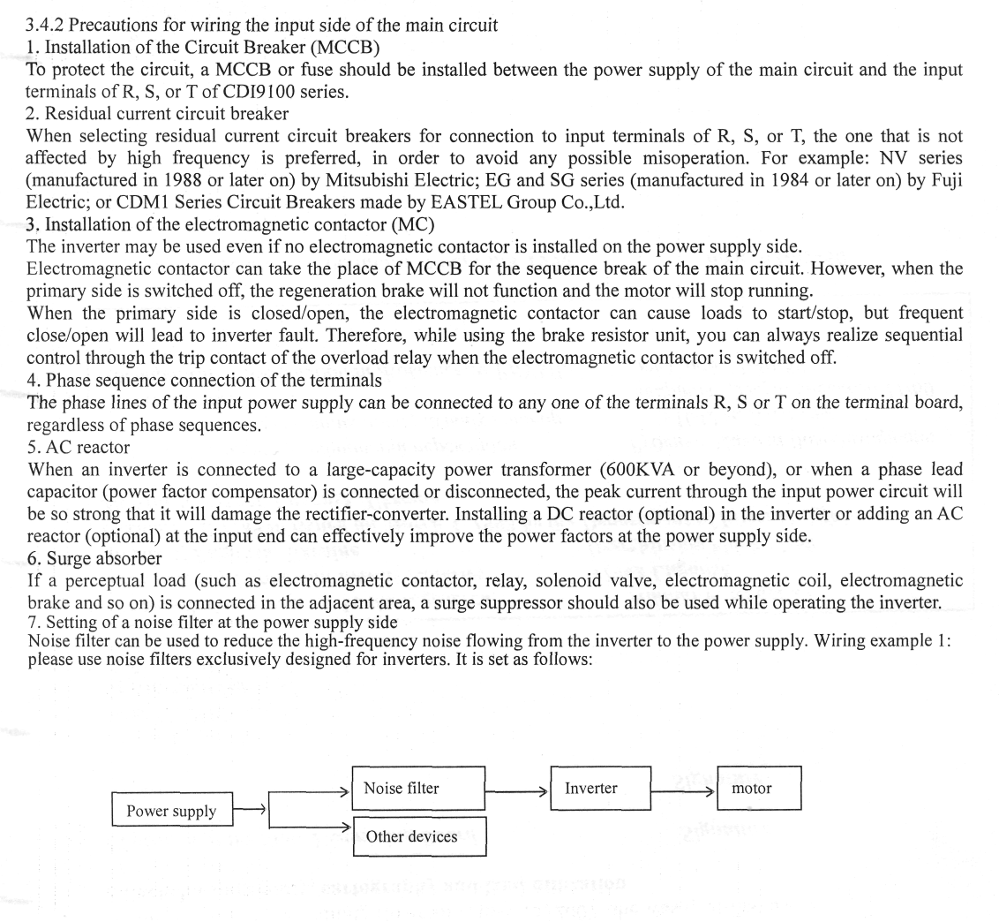 3.4.2 Precautions for wiring the input side of the main circuit
1. Installation of the Circuit Breaker (MCCB)
To protect the circuit, a MCCB or fuse should be installed between the power supply of the main circuit and the input
terminals of R, S, or T of CDI9100 series.
2. Residual current circuit breaker
When selecting residual current circuit breakers for connection to input terminals of R, S, or T, the one that is not
affected by high frequency is preferred, in order to avoid any possible misoperation. For example: NV series
(manufactured in 1988 or later on) by Mitsubishi Electric; EG and SG series (manufactured in 1984 or later on) by Fuji
Electric; or CDM1 Series Circuit Breakers made by EASTEL Group Co.,Ltd.
3. Installation of the electromagnetic contactor (MC)
The inverter may be used even if no electromagnetic contactor is installed on the power supply side.
Electromagnetic contactor can take the place of MCCB for the sequence break of the main circuit. However, when the
primary side is switched off, the regeneration brake will not function and the motor will stop running.
When the primary side is closed/open, the electromagnetic contactor can cause loads to start/stop, but frequent
close/open will lead to inverter fault. Therefore, while using the brake resistor unit, you can always realize sequential
control through the trip contact of the overload relay when the electromagnetic contactor is switched off.
4. Phase sequence connection of the terminals
The phase lines of the input power supply can be connected to any one of the terminals R, S or T on the terminal board,
regardless of phase sequences.
5. AC reactor
When an inverter is connected to a large-capacity power transformer (600KVA or beyond), or when a phase lead
capacitor (power factor compensator) is connected or disconnected, the peak current through the input power circuit will
be so strong that it will damage the rectifier-converter. Installing a DC reactor (optional) in the inverter or adding an AC
reactor (optional) at the input end can effectively improve the power factors at the power supply side.
6. Surge absorber
If a perceptual load (such as electromagnetic contactor, relay, solenoid valve, electromagnetic coil, electromagnetic
brake and so on) is connected in the adjacent area, a surge suppressor should also be used while operating the inverter.
7. Setting of a noise filter at the power supply side
Noise filter can be used to reduce the high-frequency noise flowing from the inverter to the power supply. Wiring example 1:
please use noise filters exclusively designed for inverters. It is set as follows:
Power supply
Noise filter
Inverter
motor
Other devices